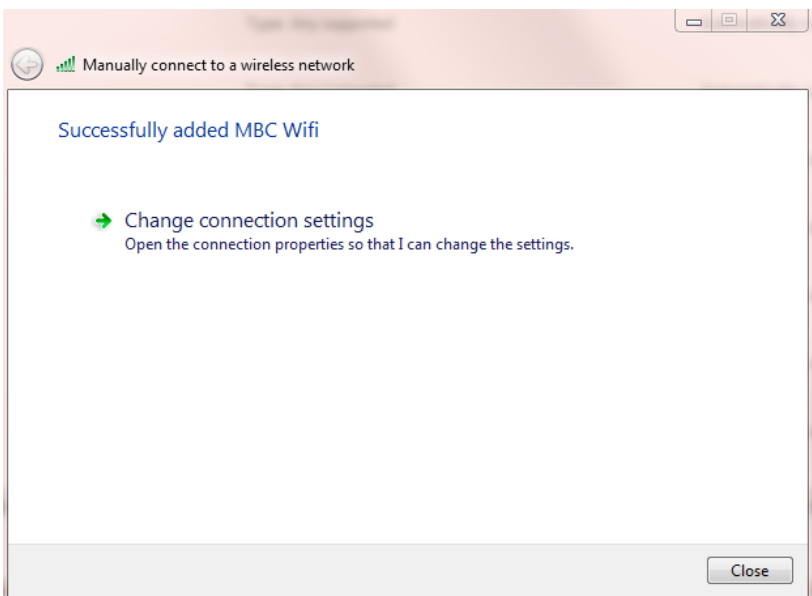 Manually connect to a wireless network
Successfully added MBC Wifi
Change connection settings
Open the connection properties so that I can change the settings.
Close